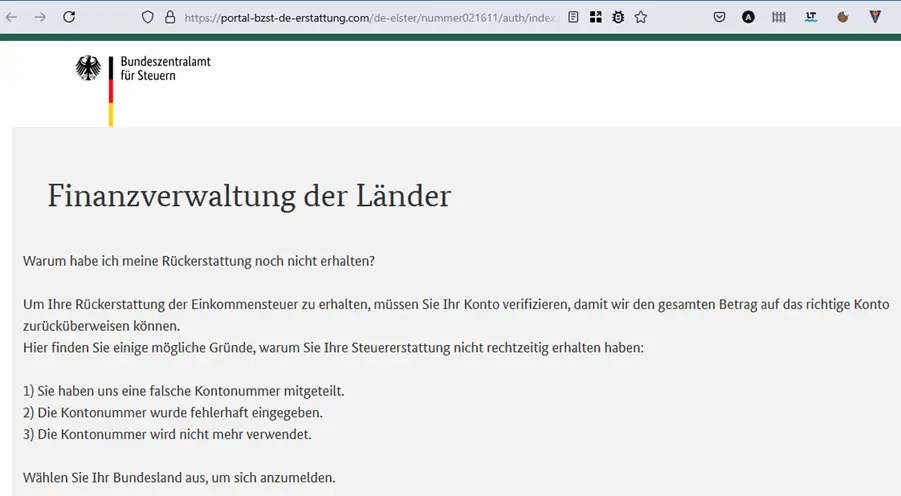 https://portal-bzst-de-erstattung.com/de-elster/nummer021611/auth/index
Bundeszentralamt
für Steuern
Finanzverwaltung der Länder
Warum habe ich meine Rückerstattung noch nicht erhalten?
Um Ihre Rückerstattung der Einkommensteuer zu erhalten, müssen Sie Ihr Konto verifizieren, damit wir den gesamten Betrag auf das richtige Konto
zurücküberweisen können.
Hier finden Sie einige mögliche Gründe, warum Sie Ihre Steuererstattung nicht rechtzeitig erhalten haben:
1) Sie haben uns eine falsche Kontonummer mitgeteilt.
2) Die Kontonummer wurde fehlerhaft eingegeben.
3) Die Kontonummer wird nicht mehr verwendet.
Wählen Sie Ihr Bundesland aus, um sich anzumelden.